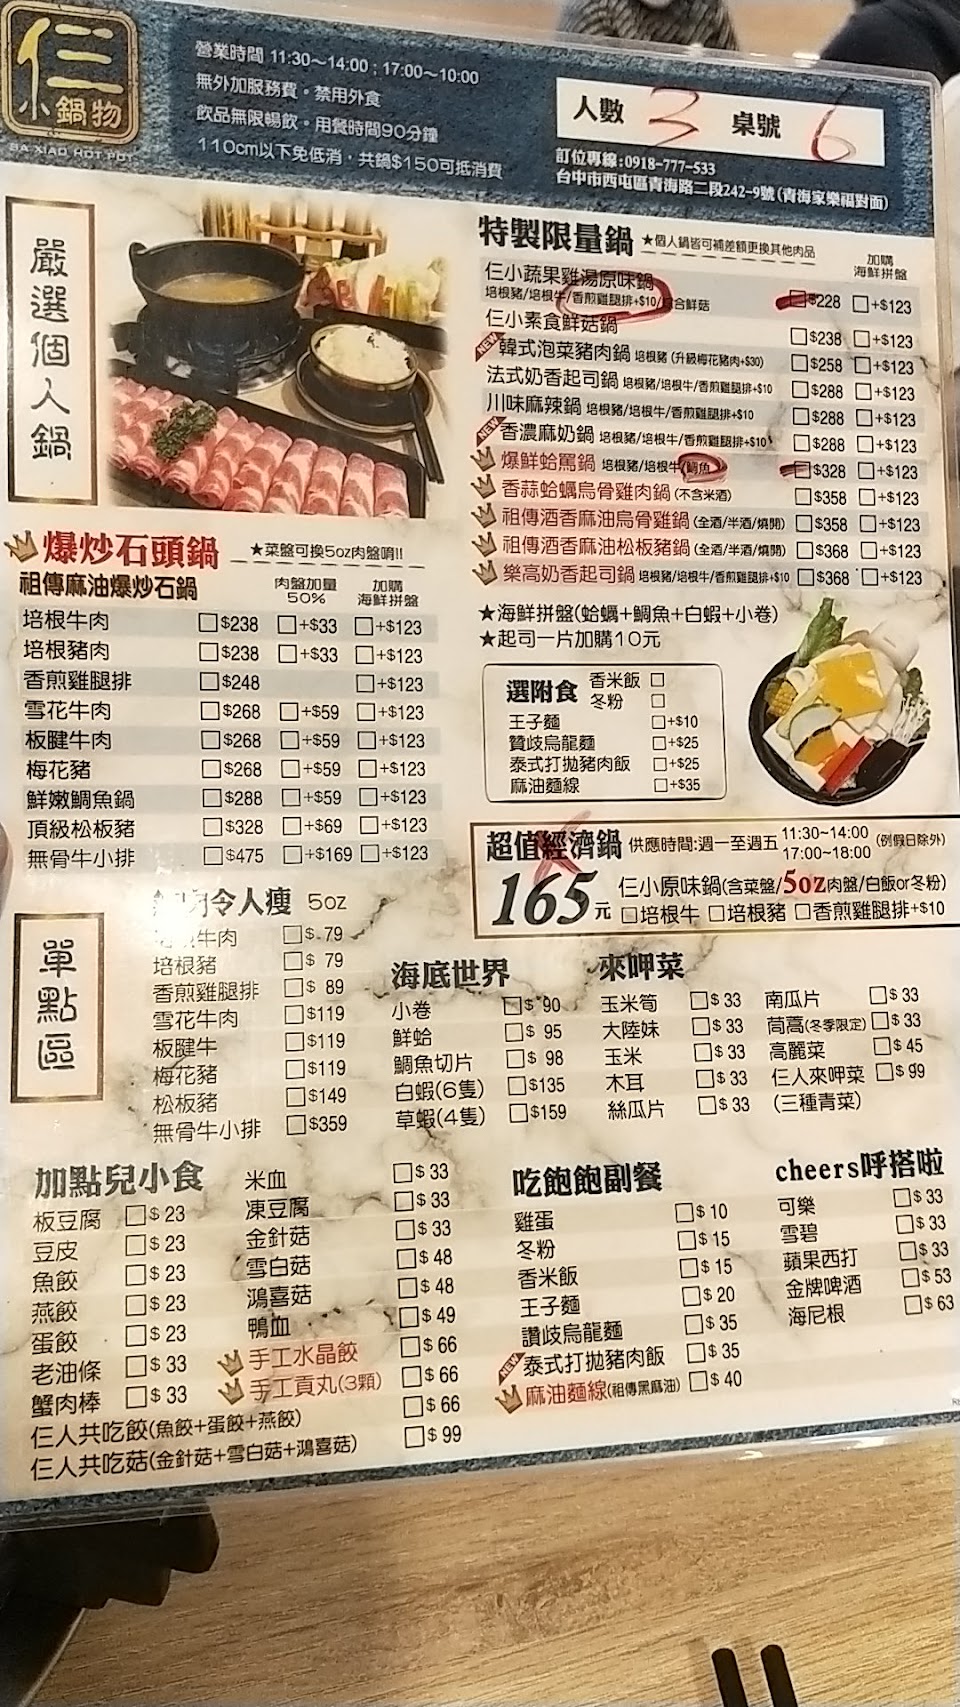 仨小鍋物
SA XIAO HOT POT
營業時間 11:30～14:00 ; 17:00～10:00
無外加服務費・禁用外食
飲品無限暢飲・用餐時間90分鐘
110cm以下免低消，共鍋$150可抵消費
人數 3 桌號 6
訂位專線:0918-777-533
台中市西屯區青海路二段242-9號(青海家樂福對面)
嚴選個人鍋
特製限量鍋 ★個人鍋皆可補差額更換其他肉品
加購
海鮮拼盤
仨小蔬果雞湯原味鍋
培根豬/培根牛/香煎雞腿排+$10/綜合鮮菇 □$228 □+$123
仨小素食鮮菇鍋 □$238 □+$123
NEW 韓式泡菜豬肉鍋 培根豬 (升級梅花豬肉+$30) □$258 □+$123
法式奶香起司鍋 培根豬/培根牛/香煎雞腿排+$10 □$288 □+$123
川味麻辣鍋 培根豬/培根牛/香煎雞腿排+$10 □$288 □+$123
NEW 香濃麻奶鍋 培根豬/培根牛/香煎雞腿排+$10 □$288 □+$123
爆鮮蛤罵鍋 培根豬/培根牛/鯛魚 □$328 □+$123
香蒜蛤蠣烏骨雞肉鍋 (不含米酒) □$358 □+$123
祖傳酒香麻油烏骨雞鍋 (全酒/半酒/燒開) □$358 □+$123
祖傳酒香麻油松板豬鍋 (全酒/半酒/燒開) □$368 □+$123
樂高奶香起司鍋 培根豬/培根牛/香煎雞腿排+$10 □$368 □+$123
★海鮮拼盤(蛤蠣+鯛魚+白蝦+小卷)
★起司一片加購10元
爆炒石頭鍋 ★菜盤可換5oz肉盤唷!!
祖傳麻油爆炒石鍋
肉盤加量
50%
加購
海鮮拼盤
培根牛肉 □$238 □+$33 □+$123
培根豬肉 □$238 □+$33 □+$123
香煎雞腿排 □$248 □+$123
雪花牛肉 □$268 □+$59 □+$123
板腱牛肉 □$268 □+$59 □+$123
梅花豬 □$268 □+$59 □+$123
鮮嫩鯛魚鍋 □$288 □+$59 □+$123
頂級松板豬 □$328 □+$69 □+$123
無骨牛小排 □$475 □+$169 □+$123
選附食
香米飯 □
冬粉 □
王子麵 □+$10
贊歧烏龍麵 □+$25
泰式打拋豬肉飯 □+$25
麻油麵線 □+$35
超值經濟鍋 供應時間:週一至週五 11:30~14:00 17:00~18:00 (例假日除外)
165元 仨小原味鍋(含菜盤/5oz肉盤/白飯or冬粉)
□培根牛 □培根豬 □香煎雞腿排+$10
單點區
令人瘦 5oz
牛肉 □$ 79
培根豬 □$ 79
香煎雞腿排 □$ 89
雪花牛肉 □$119
板腱牛 □$119
梅花豬 □$119
松板豬 □$149
無骨牛小排 □$359
海底世界
小卷 □$ 90
鮮蛤 □$ 95
鯛魚切片 □$ 98
白蝦(6隻) □$135
草蝦(4隻) □$159
來呷菜
玉米筍 □$ 33
大陸妹 □$ 33
玉米 □$ 33
木耳 □$ 33
絲瓜片 □$ 33
南瓜片 □$ 33
茼蒿(冬季限定) □$ 33
高麗菜 □$ 45
仨人來呷菜 □$ 99
(三種青菜)
加點兒小食
板豆腐 □$ 23
豆皮 □$ 23
魚餃 □$ 23
燕餃 □$ 23
蛋餃 □$ 23
老油條 □$ 33
蟹肉棒 □$ 33
米血 □$ 33
凍豆腐 □$ 33
金針菇 □$ 33
雪白菇 □$ 48
鴻喜菇 □$ 48
鴨血 □$ 49
手工水晶餃 □$ 66
手工貢丸(3顆) □$ 66
仨人共吃餃(魚餃+蛋餃+燕餃) □$ 66
仨人共吃菇(金針菇+雪白菇+鴻喜菇) □$ 99
吃飽飽副餐
雞蛋 □$ 10
冬粉 □$ 15
香米飯 □$ 15
王子麵 □$ 20
讚歧烏龍麵 □$ 35
NEW 泰式打拋豬肉飯 □$ 35
麻油麵線(祖傳黑麻油) □$ 40
cheers呼搭啦
可樂 □$ 33
雪碧 □$ 33
蘋果西打 □$ 33
金牌啤酒 □$ 53
海尼根 □$ 63